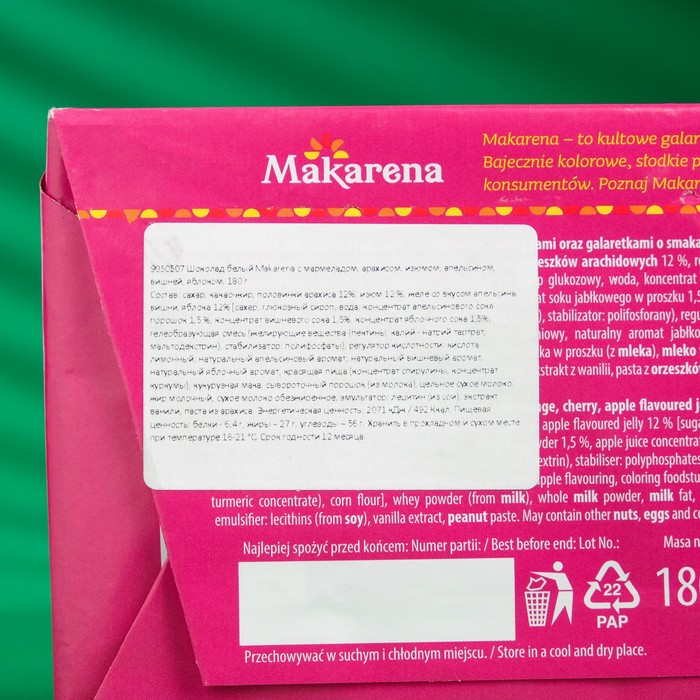 Makarena
Makarena – to kultowe galar
Bajecznie kolorowe, słodkie p
konsumentów. Poznaj Makar
9050507 Шоколад белый Makarena с мармеладом, арахисом, изюмом, апельсином,
вишней, яблоком, 180 г
Состав: сахар, какао-жир, половинки арахиса 12%, изюм 12 %, желе со вкусом апельсина,
вишни, яблока 12% [сахар, глюкозный сироп, вода, концентрат апельсинового сока
порошок 1,5 %, концентрат вишневого сока 1,5%, концентрат яблочного сока 1,5%,
гелеобразующая смесь (желирующие вещества (пектины, калий - натрий тартрат,
мальтодекстрин), стабилизатор: полифосфаты), регулятор кислотности: кислота
лимонный, натуральный апельсиновый аромат, натуральный вишневый аромат,
натуральный яблочный аромат, красящая пища (концентрат спирулины, концентрат
куркумы), кукурузная мака, сывороточный порошок (из молока), цельное сухое молоко,
жир молочный, сухое молоко обезжиренное, эмульгатор: лецитин (из сои), экстракт
ванили, паста из арахиса. Энергетическая ценность: 2071 кДж / 492 Ккал. Пищевая
ценность: белки - 6,4 г, жиры – 27 г, углеводы – 56 г. Хранить в прохладном и сухом месте
при температуре 16-21 °C. Срок годности 12 месяца.
ami oraz galaretkami o smaka
eszków arachidowych 12 %, r
p glukozowy, woda, koncentrat
at soku jabłkowego w proszku 1,5
), stabilizator: polifosforany), regu
iowy, naturalny aromat jabłko
ka w proszku (z mleka), mleko
strakt z wanilii, pasta z orzeszkó
nge, cherry, apple flavoured j
apple flavoured jelly 12 % [suga
der 1,5 %, apple juice concentra
extrin), stabiliser: polyphosphates
apple flavouring, coloring foodstu
turmeric concentrate), corn flour], whey powder (from milk), whole milk powder, milk fat,
emulsifier: lecithins (from soy), vanilla extract, peanut paste. May contain other nuts, eggs and ce
Najlepiej spożyć przed końcem: Numer partii: / Best before end: Lot No.:
Masa n
22
PAP
18
Przechowywać w suchym i chłodnym miejscu. / Store in a cool and dry place.